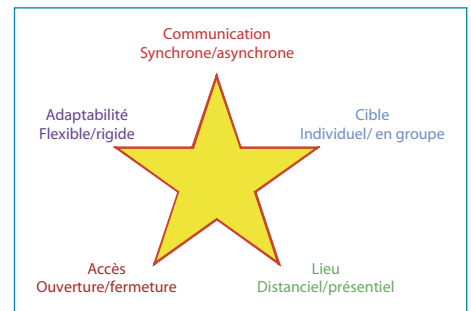 Communication
Synchrone/asynchrone
Adaptabilité
Flexible/rigide
Cible
Individuel/ en groupe
Accès
Ouverture/fermeture
Lieu
Distanciel/présentiel